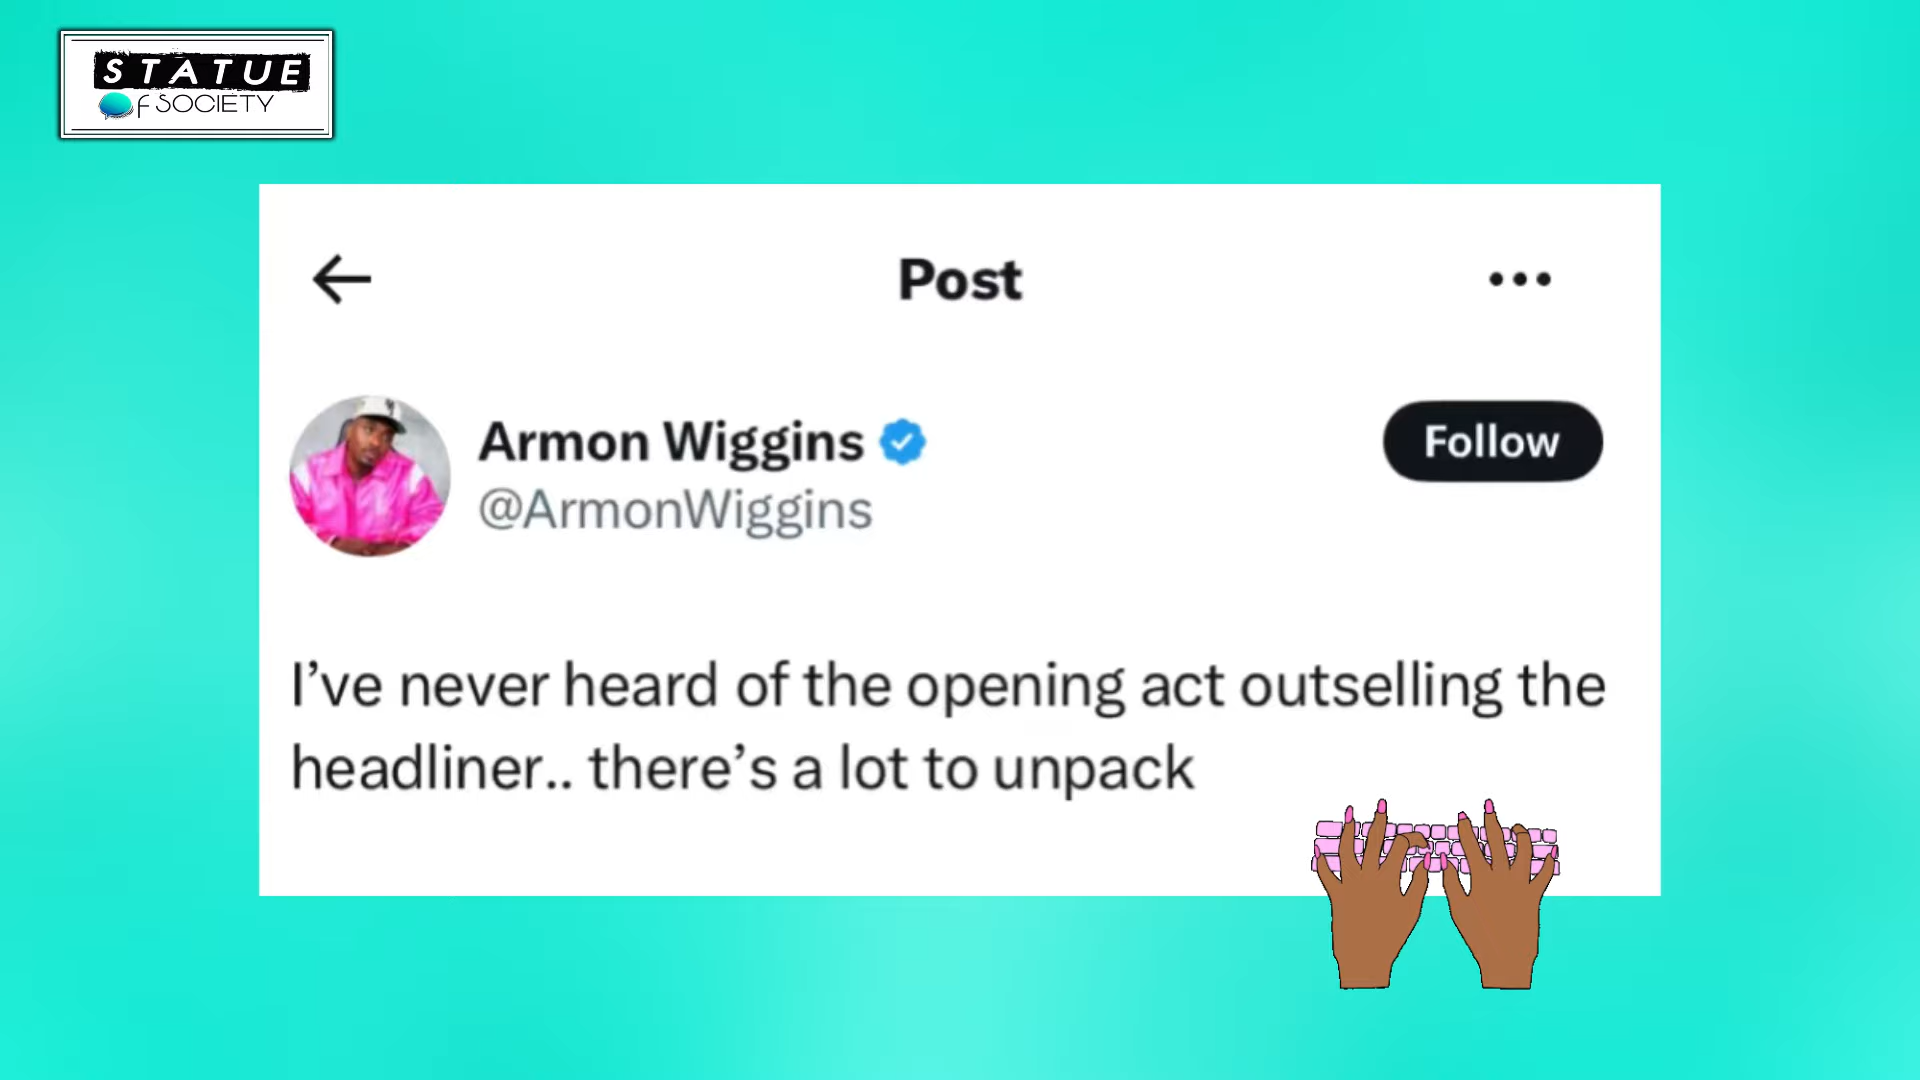 STATUE
Of SOCIETY
Post
Armon Wiggins
Follow
@ArmonWiggins
I’ve never heard of the opening act outselling the
headliner.. there’s a lot to unpack